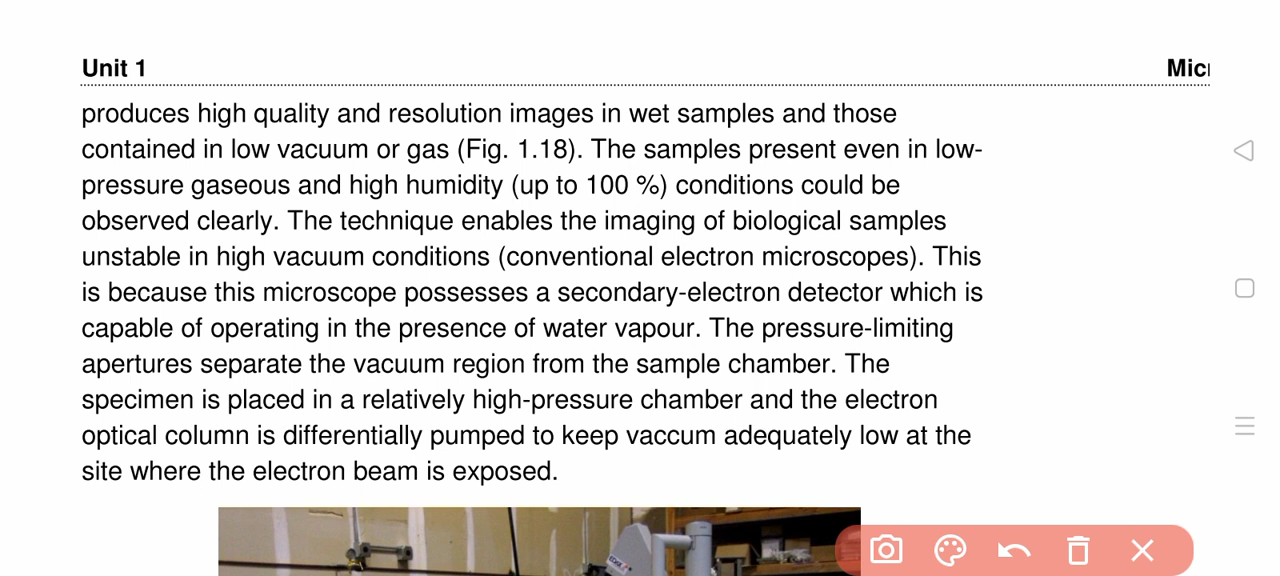 Unit 1
produces high quality and resolution images in wet samples and those
contained in low vacuum or gas (Fig. 1.18). The samples present even in low-
pressure gaseous and high humidity (up to 100 %) conditions could be
observed clearly. The technique enables the imaging of biological samples
unstable in high vacuum conditions (conventional electron microscopes). This
is because this microscope possesses a secondary-electron detector which is
capable of operating in the presence of water vapour. The pressure-limiting
apertures separate the vacuum region from the sample chamber. The
specimen is placed in a relatively high-pressure chamber and the electron
optical column is differentially pumped to keep vaccum adequately low at the
site where the electron beam is exposed.